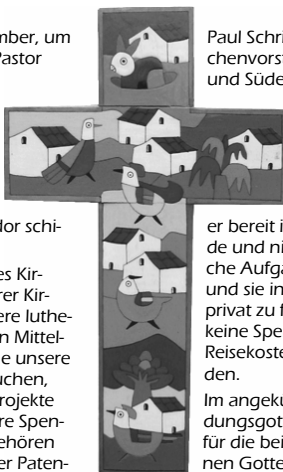 mber, um
Pastor
dor schi-
es Kir-
rer Kir-
ere luthe-
n Mittel-
e unsere
uchen,
rojekte
re Spen-
ehören
er Paten-
Paul Schri
chenvorst
und Süde
er bereit i
de und ni
che Aufga
und sie in
privat zu f
keine Spe
Reisekoste
den.
Im angekü
dungsgot
für die bei
nen Gotte